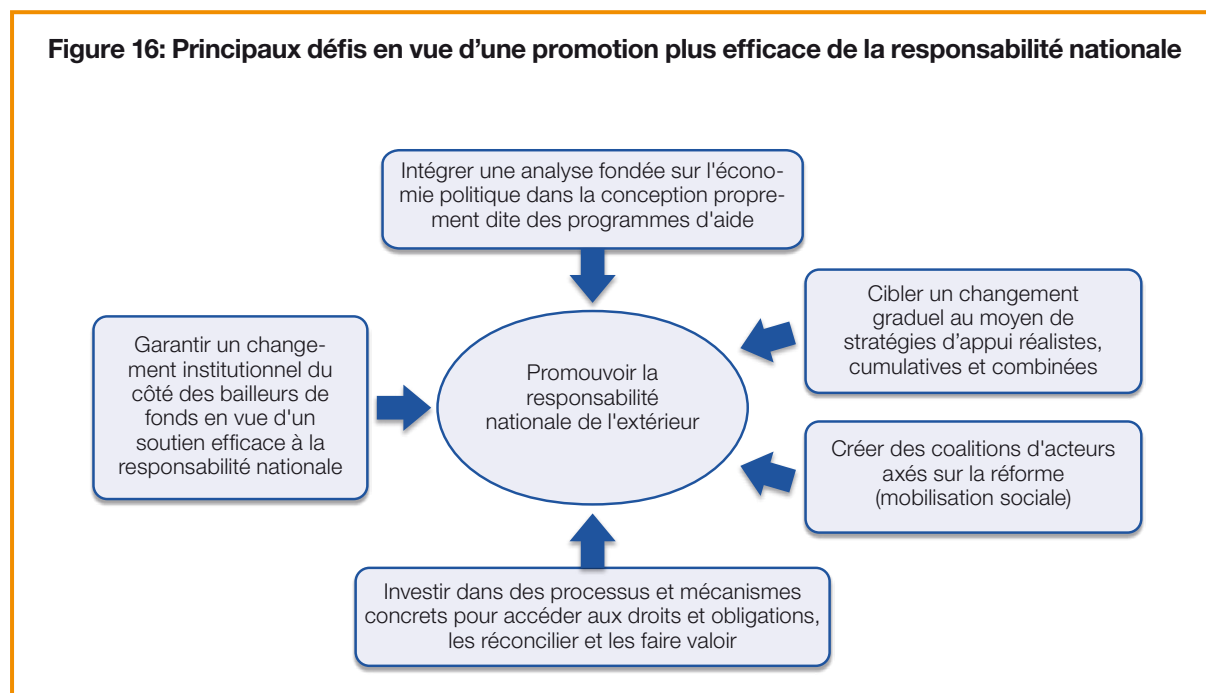 Figure 16: Principaux défis en vue d’une promotion plus efficace de la responsabilité nationale
Intégrer une analyse fondée sur l'écono-
mie politique dans la conception propre-
ment dite des programmes d'aide
Cibler un changement
graduel au moyen de
stratégies d’appui réalistes,
cumulatives et combinées
Garantir un change-
ment institutionnel du
côté des bailleurs de
fonds en vue d'un
soutien efficace à la
responsabilité nationale
Promouvoir la
responsabilité
nationale de l'extérieur
Créer des coalitions d'acteurs
axés sur la réforme
(mobilisation sociale)
Investir dans des processus et mécanismes
concrets pour accéder aux droits et obligations,
les réconcilier et les faire valoir